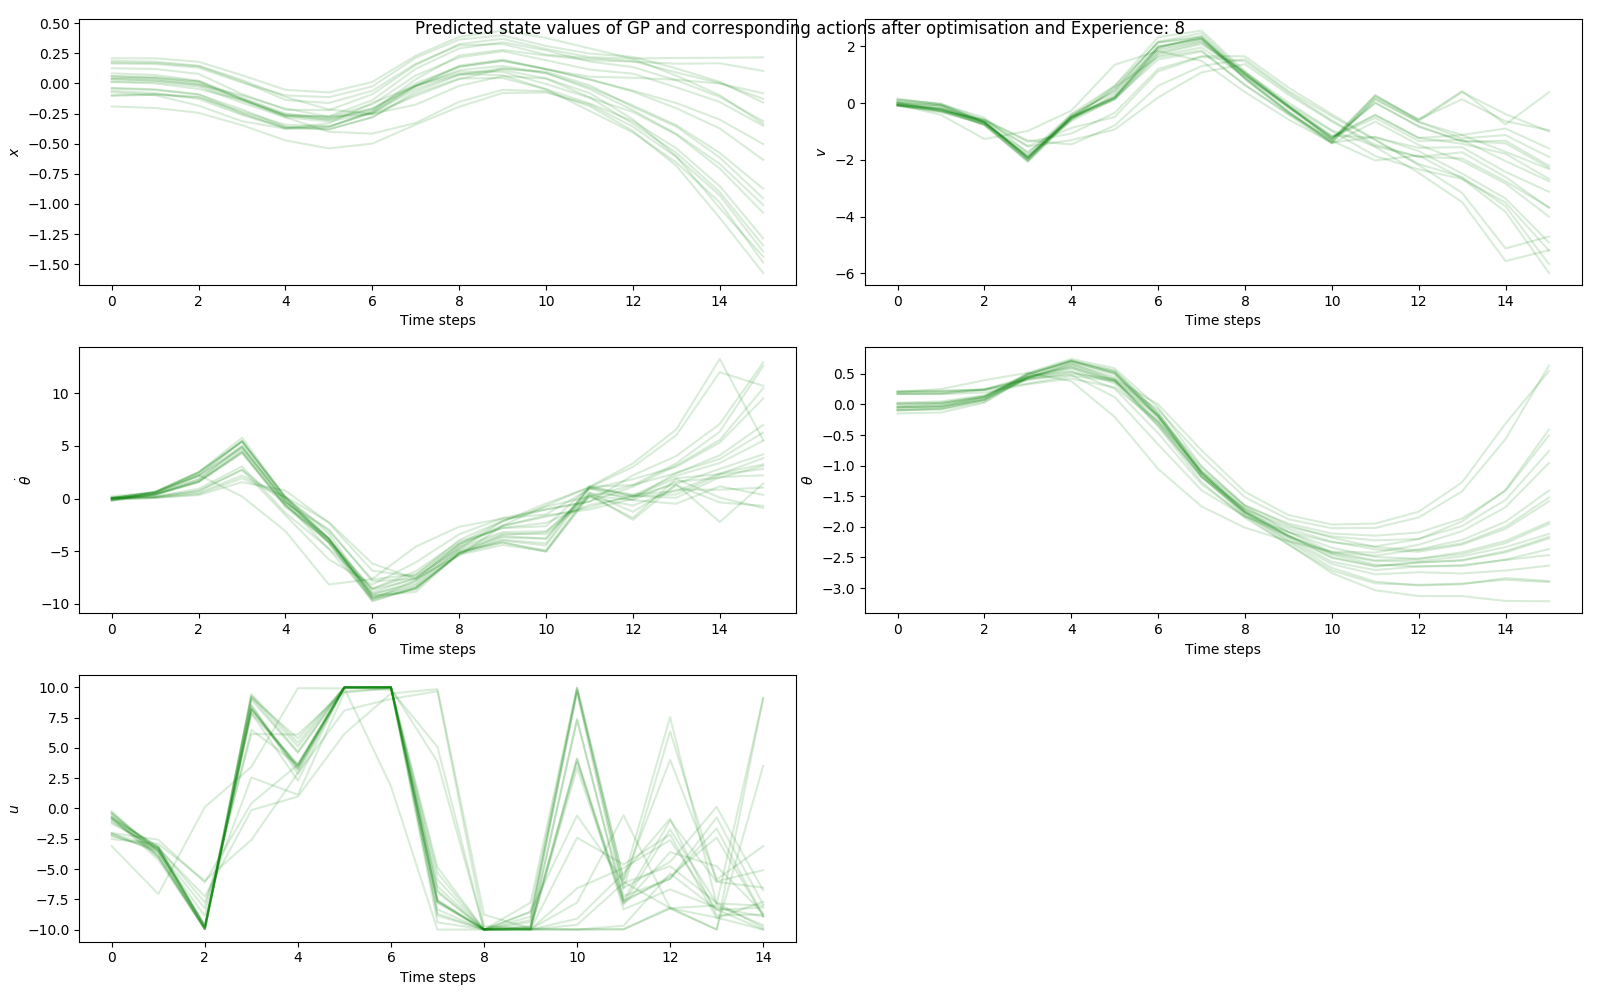 Predicted state values of GP and corresponding actions after optimisation and Experience: 8
0.50
0.25
0.00
−0.25
−0.50
−0.75
−1.00
−1.25
−1.50
x
0 2 4 6 8 10 12 14
Time steps
2
0
−2
−4
−6
v
0 2 4 6 8 10 12 14
Time steps
10
5
0
−5
−10
θ̇
0 2 4 6 8 10 12 14
Time steps
0.5
0.0
−0.5
−1.0
−1.5
−2.0
−2.5
−3.0
θ
0 2 4 6 8 10 12 14
Time steps
10.0
7.5
5.0
2.5
0.0
−2.5
−5.0
−7.5
−10.0
u
0 2 4 6 8 10 12 14
Time steps